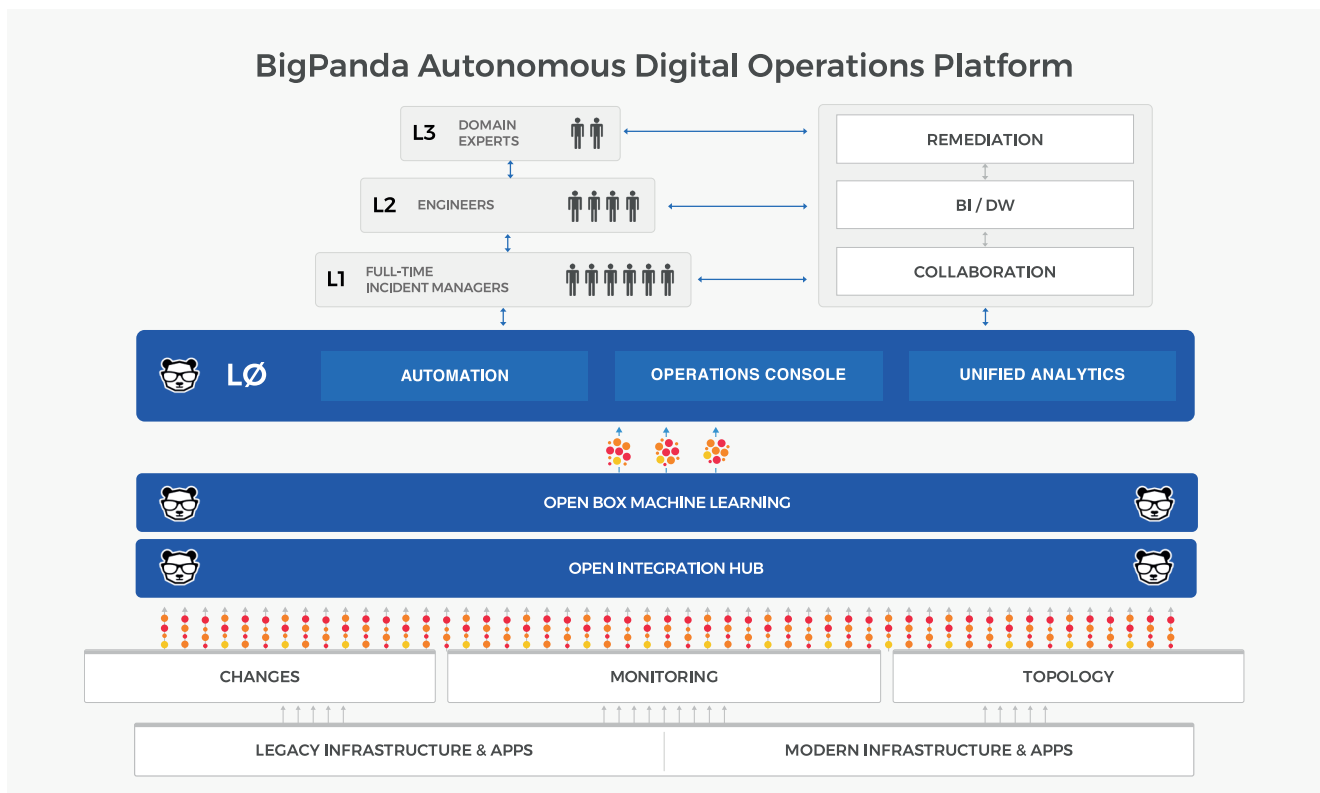 BigPanda Autonomous Digital Operations Platform
L3
DOMAIN
EXPERTS
REMEDIATION
L2
ENGINEERS
BI / DW
L1
FULL-TIME
INCIDENT MANAGERS
COLLABORATION
LØ
AUTOMATION
OPERATIONS CONSOLE
UNIFIED ANALYTICS
OPEN BOX MACHINE LEARNING
OPEN INTEGRATION HUB
CHANGES
MONITORING
TOPOLOGY
LEGACY INFRASTRUCTURE & APPS
MODERN INFRASTRUCTURE & APPS